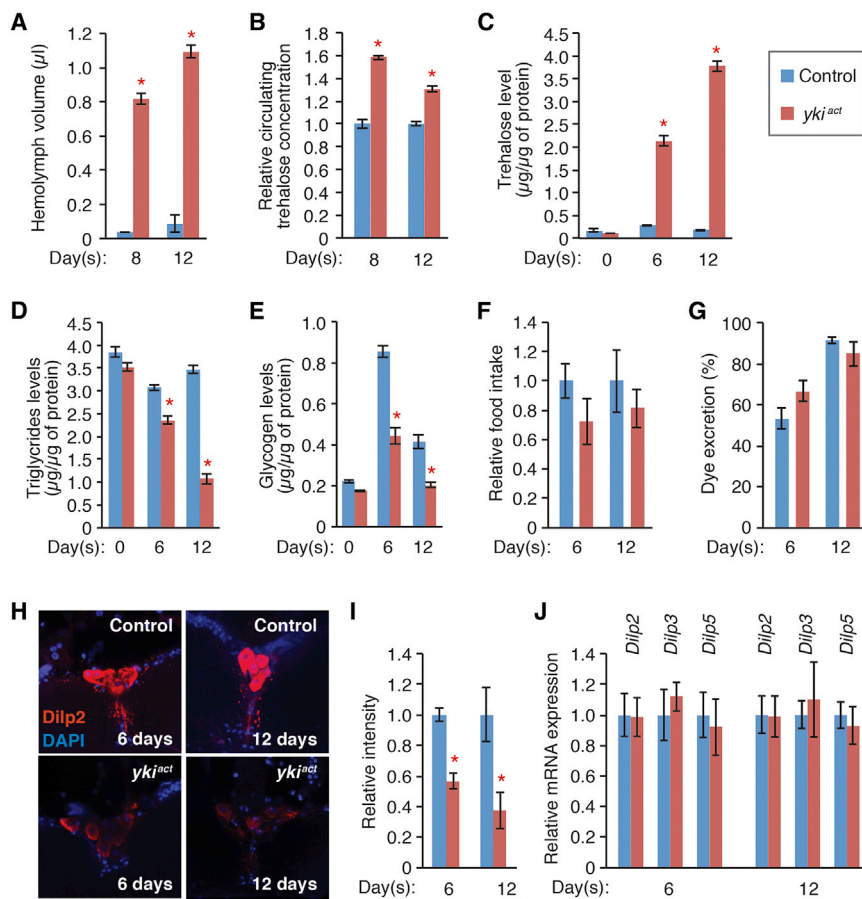 A
Hemolymph volume (µl)
1.2
1.0
0.8
0.6
0.4
0.2
0
*
*
Day(s): 8 12
B
Relative circulating
trehalose concentration
1.8
1.6
1.4
1.2
1.0
0.8
0.6
0.4
0.2
0
*
*
Day(s): 8 12
C
Trehalose level
(µg/µg of protein)
4.5
4.0
3.5
3.0
2.5
2.0
1.5
1.0
0.5
0
*
*
Day(s): 0 6 12
Control
yki act
D
Triglycrides levels
(µg/µg of protein)
4.5
4.0
3.5
3.0
2.5
2.0
1.5
1.0
0.5
0
*
*
Day(s): 0 6 12
E
Glycogen levels
(µg/µg of protein)
1.0
0.8
0.6
0.4
0.2
0
*
*
Day(s): 0 6 12
F
Relative food intake
1.4
1.2
1.0
0.8
0.6
0.4
0.2
0
Day(s): 6 12
G
Dye excretion (%)
100
80
60
40
20
0
Day(s): 6 12
H
Control
Dilp2
DAPI
6 days
Control
12 days
yki act
6 days
yki act
12 days
I
Relative intensity
1.4
1.2
1.0
0.8
0.6
0.4
0.2
0
*
*
Day(s): 6 12
J
Relative mRNA expression
Dilp2 Dilp3 Dilp5 Dilp2 Dilp3 Dilp5
1.4
1.2
1.0
0.8
0.6
0.4
0.2
0
Day(s): 6 12